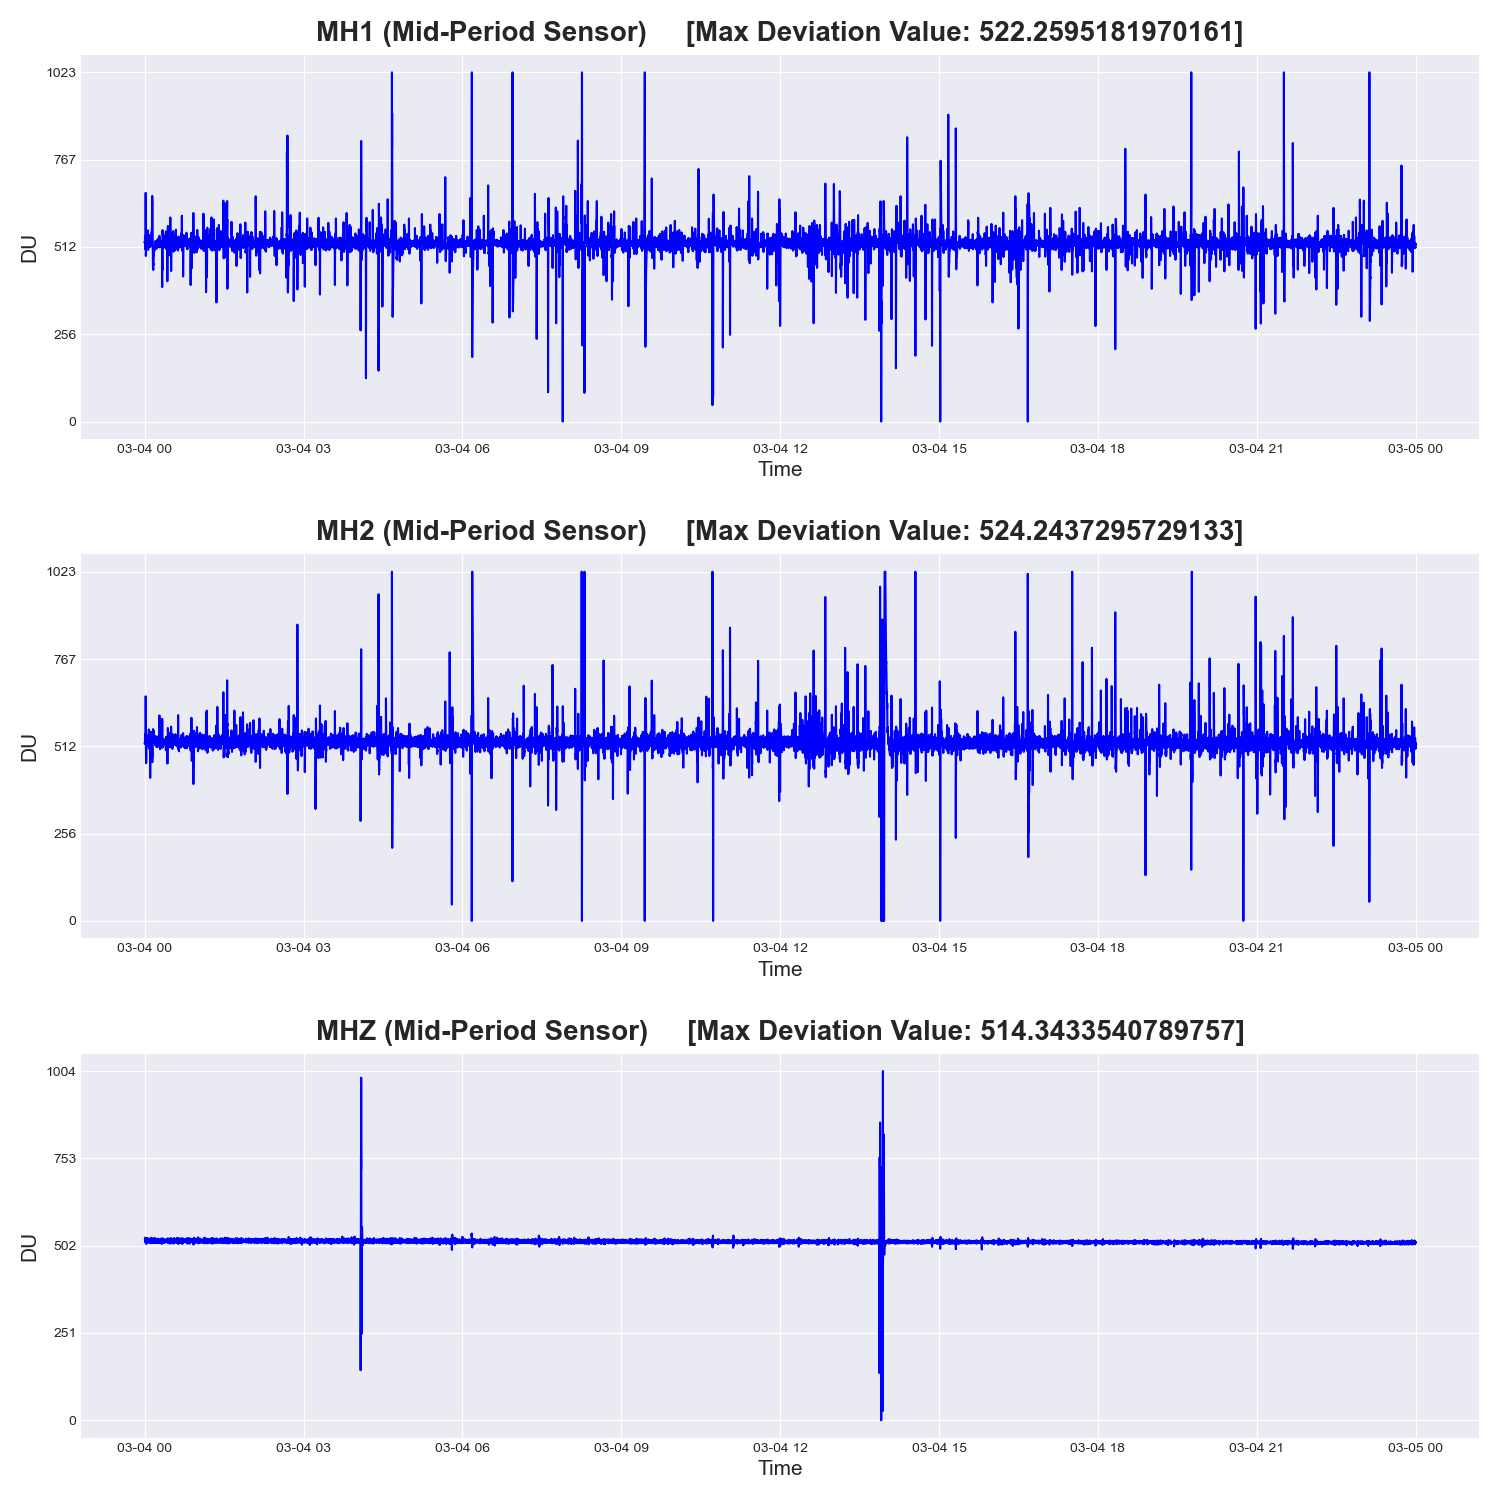 MH1 (Mid-Period Sensor) [Max Deviation Value: 522.2595181970161]
1023
767
512
256
0
DU
03-04 00 03-04 03 03-04 06 03-04 09 03-04 12 03-04 15 03-04 18 03-04 21 03-05 00
Time
MH2 (Mid-Period Sensor) [Max Deviation Value: 524.2437295729133]
1023
767
512
256
0
DU
03-04 00 03-04 03 03-04 06 03-04 09 03-04 12 03-04 15 03-04 18 03-04 21 03-05 00
Time
MHZ (Mid-Period Sensor) [Max Deviation Value: 514.3433540789757]
1004
753
502
251
0
DU
03-04 00 03-04 03 03-04 06 03-04 09 03-04 12 03-04 15 03-04 18 03-04 21 03-05 00
Time